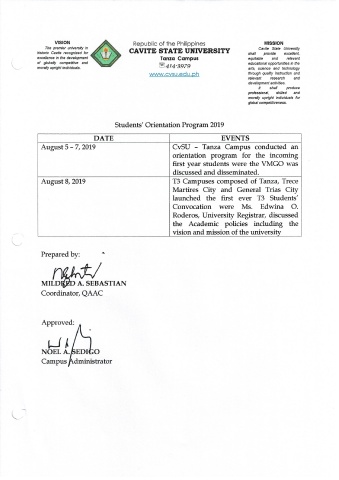 VISION
The premier university in
historic Cavite recognized for
excellence in the development
of globally competitive and
morally upright individuals.
Republic of the Philippines
CAVITE STATE UNIVERSITY
Tanza Campus
☏414-3979
www.cvsu.edu.ph
MISSION
Cavite State University
shall provide excellent,
equitable and relevant
educational opportunities in the
arts, science and technology
through quality instruction and
relevant research and
development activities.
It shall produce
professional, skilled and
morally upright individuals for
global competitiveness.
Students' Orientation Program 2019
DATE EVENTS
August 5 – 7, 2019
CvSU – Tanza Campus conducted an
orientation program for the incoming
first year students were the VMGO was
discussed and disseminated.
August 8, 2019
T3 Campuses composed of Tanza, Trece
Martires City and General Trias City
launched the first ever T3 Students'
Convocation were Ms. Edwina O.
Roderos, University Registrar, discussed
the Academic policies including the
vision and mission of the university
Prepared by:
MILDRED A. SEBASTIAN
Coordinator, QAAC
Approved:
NOEL A. SEDIGO
Campus Administrator